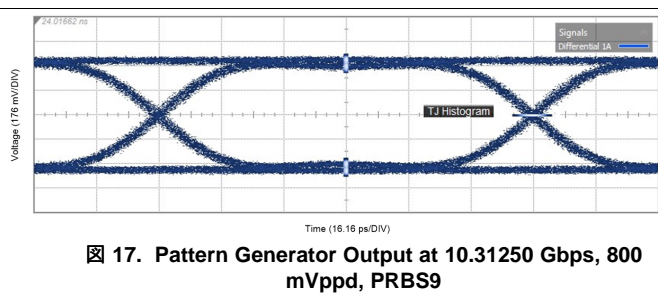 24.01662 ns
Signals
Differential 1A
TJ Histogram
Voltage (176 mV/DIV)
Time (16.16 ps/DIV)
図 17. Pattern Generator Output at 10.31250 Gbps, 800
mVppd, PRBS9